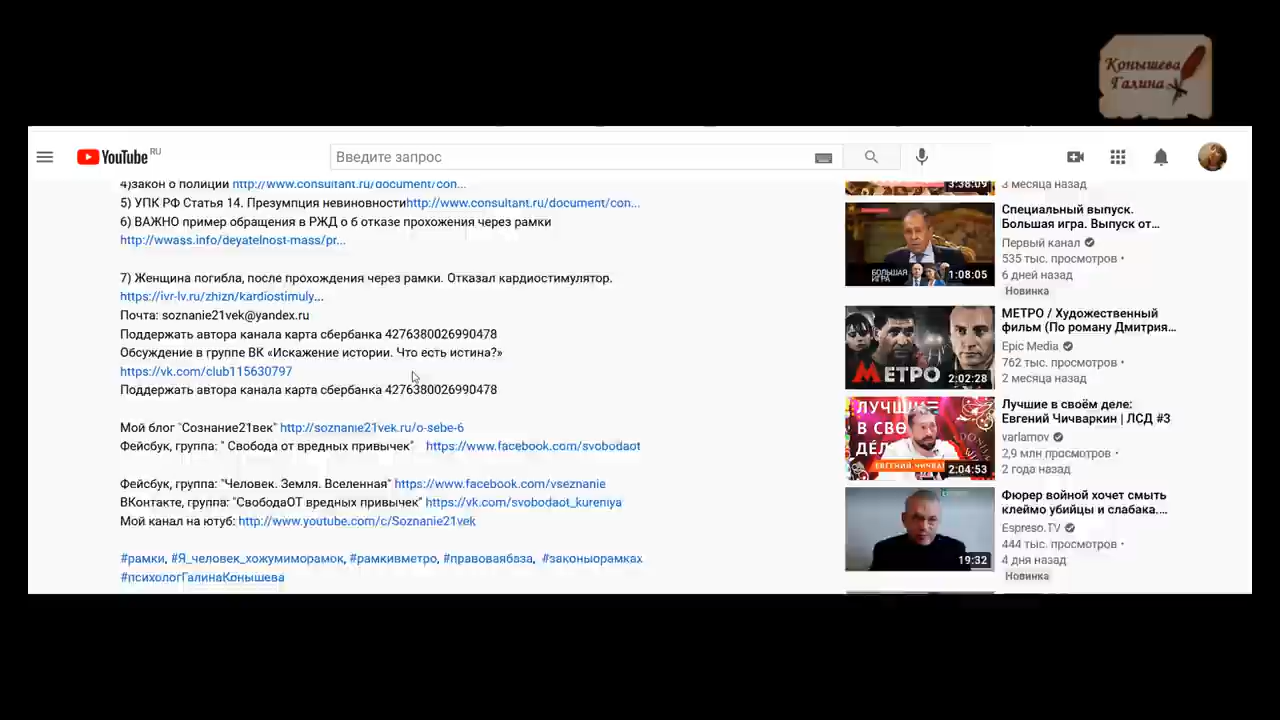 Конышева
Галина
YouTube RU
Введите запрос
4)закон о полиции http://www.consultant.ru/document/con...
5) УПК РФ Статья 14. Презумпция невиновностиhttp://www.consultant.ru/document/con...
6) ВАЖНО пример обращения в РЖД о б отказе прохожения через рамки
http://wwass.info/deyatelnost-mass/pr...
7) Женщина погибла, после прохождения через рамки. Отказал кардиостимулятор.
https://ivr-lv.ru/zhizn/kardiostimuly...
Почта: soznanie21vek@yandex.ru
Поддержать автора канала карта сбербанка 4276380026990478
Обсуждение в группе ВК «Искажение истории. Что есть истина?»
https://vk.com/club115630797
Поддержать автора канала карта сбербанка 4276380026990478
Мой блог "Сознание21век" http://soznanie21vek.ru/o-sebe-6
Фейсбук, группа: " Свобода от вредных привычек" https://www.facebook.com/svobodaot
Фейсбук, группа: "Человек. Земля. Вселенная" https://www.facebook.com/vseznanie
ВКонтакте, группа: "СвободаОТ вредных привычек" https://vk.com/svobodaot_kureniya
Мой канал на ютуб: http://www.youtube.com/c/Soznanie21vek
#рамки, #Я_человек_хожумиморамок, #рамкивметро, #правоваябаза, #законыорамках
#психологГалинаКонышева
3:38:09
3 месяца назад
БОЛЬШАЯ
ИГРА
1:08:05
Специальный выпуск.
Большая игра. Выпуск от...
Первый канал
535 тыс. просмотров •
6 дней назад
Новинка
МЕТРО
2:02:28
МЕТРО / Художественный
фильм (По роману Дмитрия...
Epic Media
762 тыс. просмотров •
2 месяца назад
ЛУЧШИЕ
В СВО
ДЕЛ
ЕВГЕНИЙ ЧИЧВА
2:04:53
Лучшие в своём деле:
Евгений Чичваркин | ЛСД #3
varlamov
2,9 млн просмотров •
2 года назад
19:32
Фюрер войной хочет смыть
клеймо убийцы и слабака....
Espreso.TV
444 тыс. просмотров •
4 дня назад
Новинка